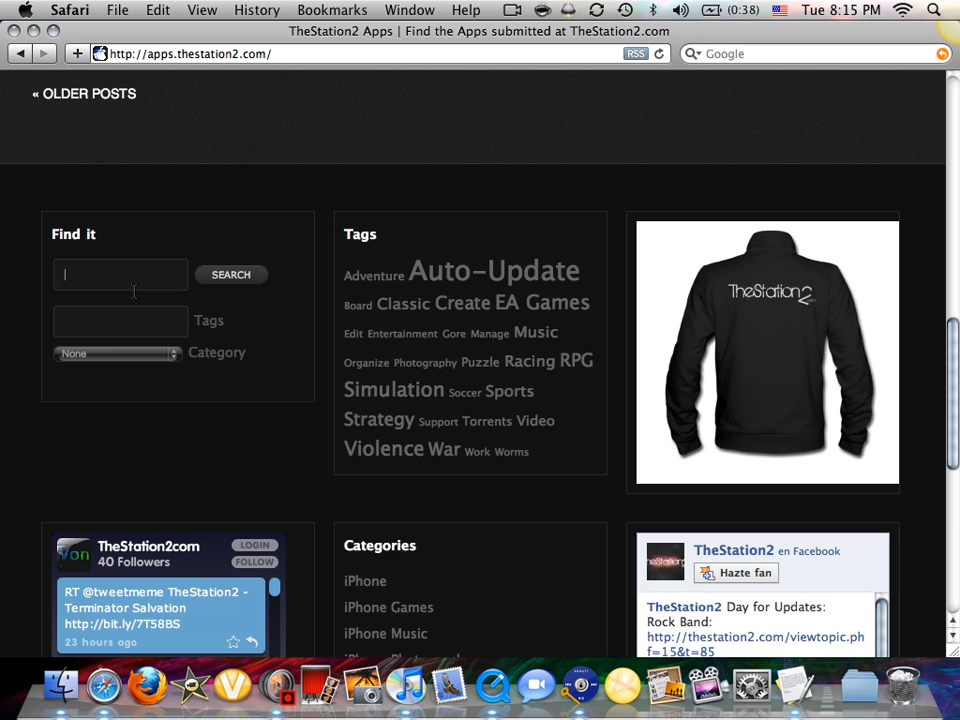 Safari File Edit View History Bookmarks Window Help (0:38) Tue 8:15 PM
TheStation2 Apps | Find the Apps submitted at TheStation2.com
http://apps.thestation2.com/ RSS Google
« OLDER POSTS
Find it
SEARCH
Tags
None Category
Tags
Adventure Auto-Update
Board Classic Create EA Games
Edit Entertainment Gore Manage Music
Organize Photography Puzzle Racing RPG
Simulation Soccer Sports
Strategy Support Torrents Video
Violence War Work Worms
TheStation2.com
TheStation2com LOGIN
40 Followers FOLLOW
RT @tweetmeme TheStation2 -
Terminator Salvation
http://bit.ly/7T58BS
23 hours ago
Categories
iPhone
iPhone Games
iPhone Music
TheStation2 en Facebook
Hazte fan
TheStation2 Day for Updates:
Rock Band:
http://thestation2.com/viewtopic.ph
f=15&t=85